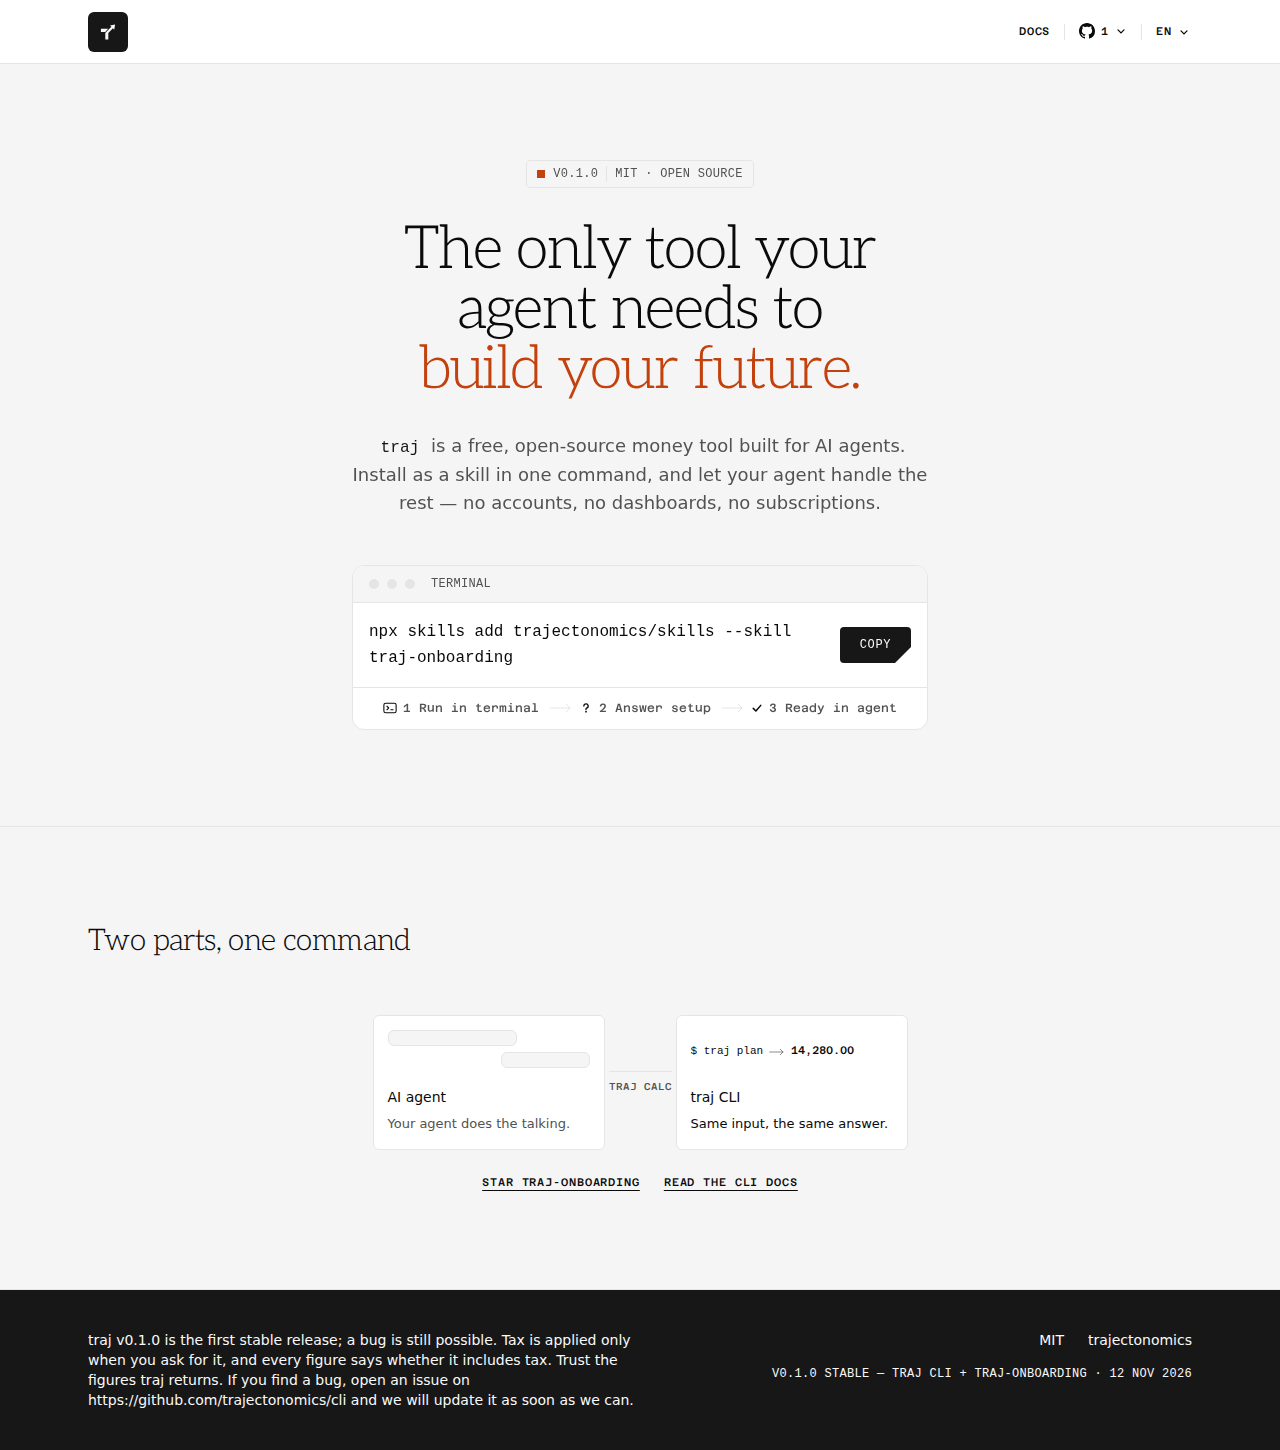 DOCS
1
EN
V0.1.0
MIT · OPEN SOURCE
The only tool your
agent needs to
build your future.
traj is a free, open-source money tool built for AI agents.
Install as a skill in one command, and let your agent handle the
rest — no accounts, no dashboards, no subscriptions.
TERMINAL
npx skills add trajectonomics/skills --skill
traj-onboarding
COPY
1 Run in terminal
2 Answer setup
3 Ready in agent
Two parts, one command
AI agent
Your agent does the talking.
TRAJ CALC
$ traj plan → 14,280.00
traj CLI
Same input, the same answer.
STAR TRAJ-ONBOARDING
READ THE CLI DOCS
traj v0.1.0 is the first stable release; a bug is still possible. Tax is applied only
when you ask for it, and every figure says whether it includes tax. Trust the
figures traj returns. If you find a bug, open an issue on
https://github.com/trajectonomics/cli and we will update it as soon as we can.
MIT
trajectonomics
V0.1.0 STABLE — TRAJ CLI + TRAJ-ONBOARDING · 12 NOV 2026